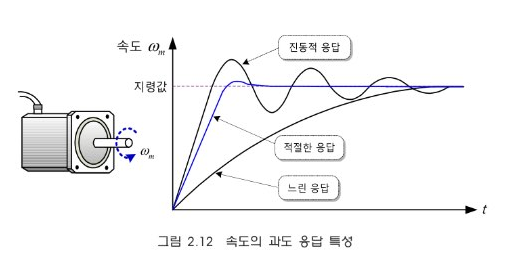 속도 ωm
진동적 응답
지령값
적절한 응답
ωm
느린 응답
t
그림 2.12 속도의 과도 응답 특성